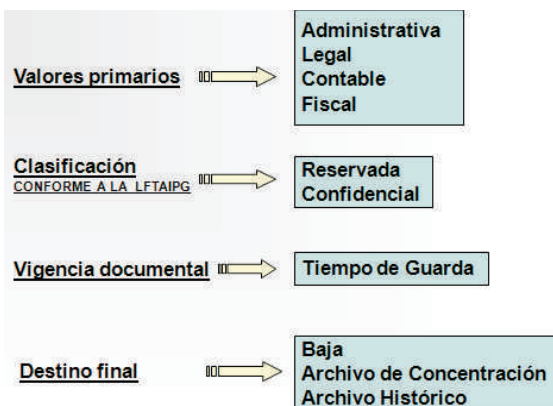 Valores primarios
Administrativa
Legal
Contable
Fiscal
Clasificación
CONFORME A LA LFTAIPG
Reservada
Confidencial
Vigencia documental
Tiempo de Guarda
Destino final
Baja
Archivo de Concentración
Archivo Histórico